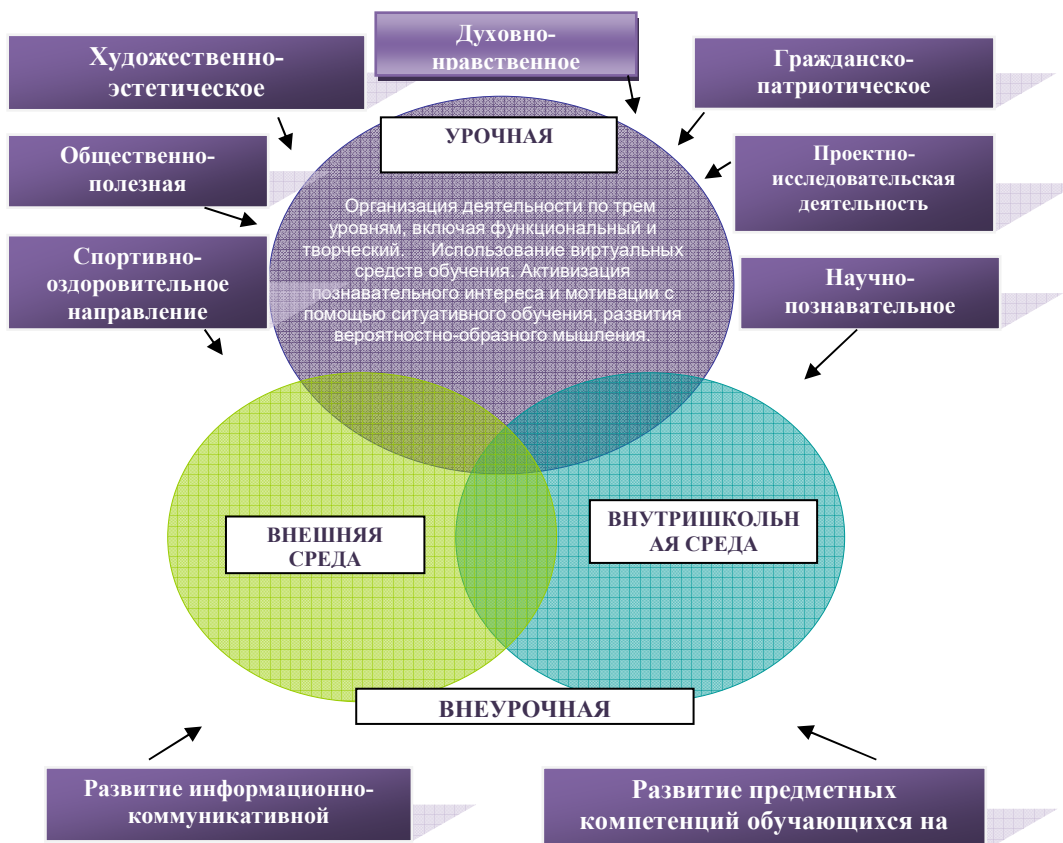 Духовно-
нравственное
Художественно-
эстетическое
Гражданско-
патриотическое
УРОЧНАЯ
Общественно-
полезная
Проектно-
исследовательская
деятельность
Организация деятельности по трем
уровням, включая функциональный и
творческий. Использование виртуальных
средств обучения. Активизация
познавательного интереса и мотивации с
помощью ситуативного обучения, развития
вероятностно-образного мышления.
Спортивно-
оздоровительное
направление
Научно-
познавательное
ВНЕШНЯЯ
СРЕДА
ВНУТРИШКОЛЬН
АЯ СРЕДА
ВНЕУРОЧНАЯ
Развитие информационно-
коммуникативной
Развитие предметных
компетенций обучающихся на